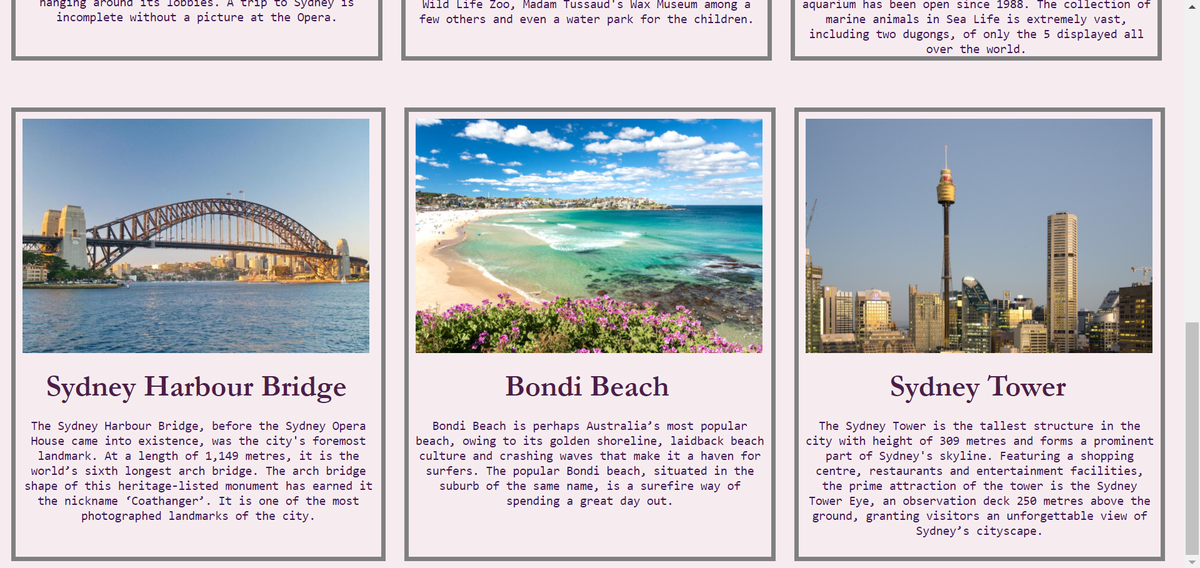 hanging around its lobbies. A trip to Sydney is
incomplete without a picture at the Opera.
Wild Life Zoo, Madam Tussaud's Wax Museum among a
few others and even a water park for the children.
aquarium has been open since 1988. The collection of
marine animals in Sea Life is extremely vast,
including two dugongs, of only the 5 displayed all
over the world.
Sydney Harbour Bridge
The Sydney Harbour Bridge, before the Sydney Opera
House came into existence, was the city's foremost
landmark. At a length of 1,149 metres, it is the
world’s sixth longest arch bridge. The arch bridge
shape of this heritage-listed monument has earned it
the nickname ‘Coathanger’. It is one of the most
photographed landmarks of the city.
Bondi Beach
Bondi Beach is perhaps Australia’s most popular
beach, owing to its golden shoreline, laidback beach
culture and crashing waves that make it a haven for
surfers. The popular Bondi beach, situated in the
suburb of the same name, is a surefire way of
spending a great day out.
Sydney Tower
The Sydney Tower is the tallest structure in the
city with height of 309 metres and forms a prominent
part of Sydney's skyline. Featuring a shopping
centre, restaurants and entertainment facilities,
the prime attraction of the tower is the Sydney
Tower Eye, an observation deck 250 metres above the
ground, granting visitors an unforgettable view of
Sydney’s cityscape.